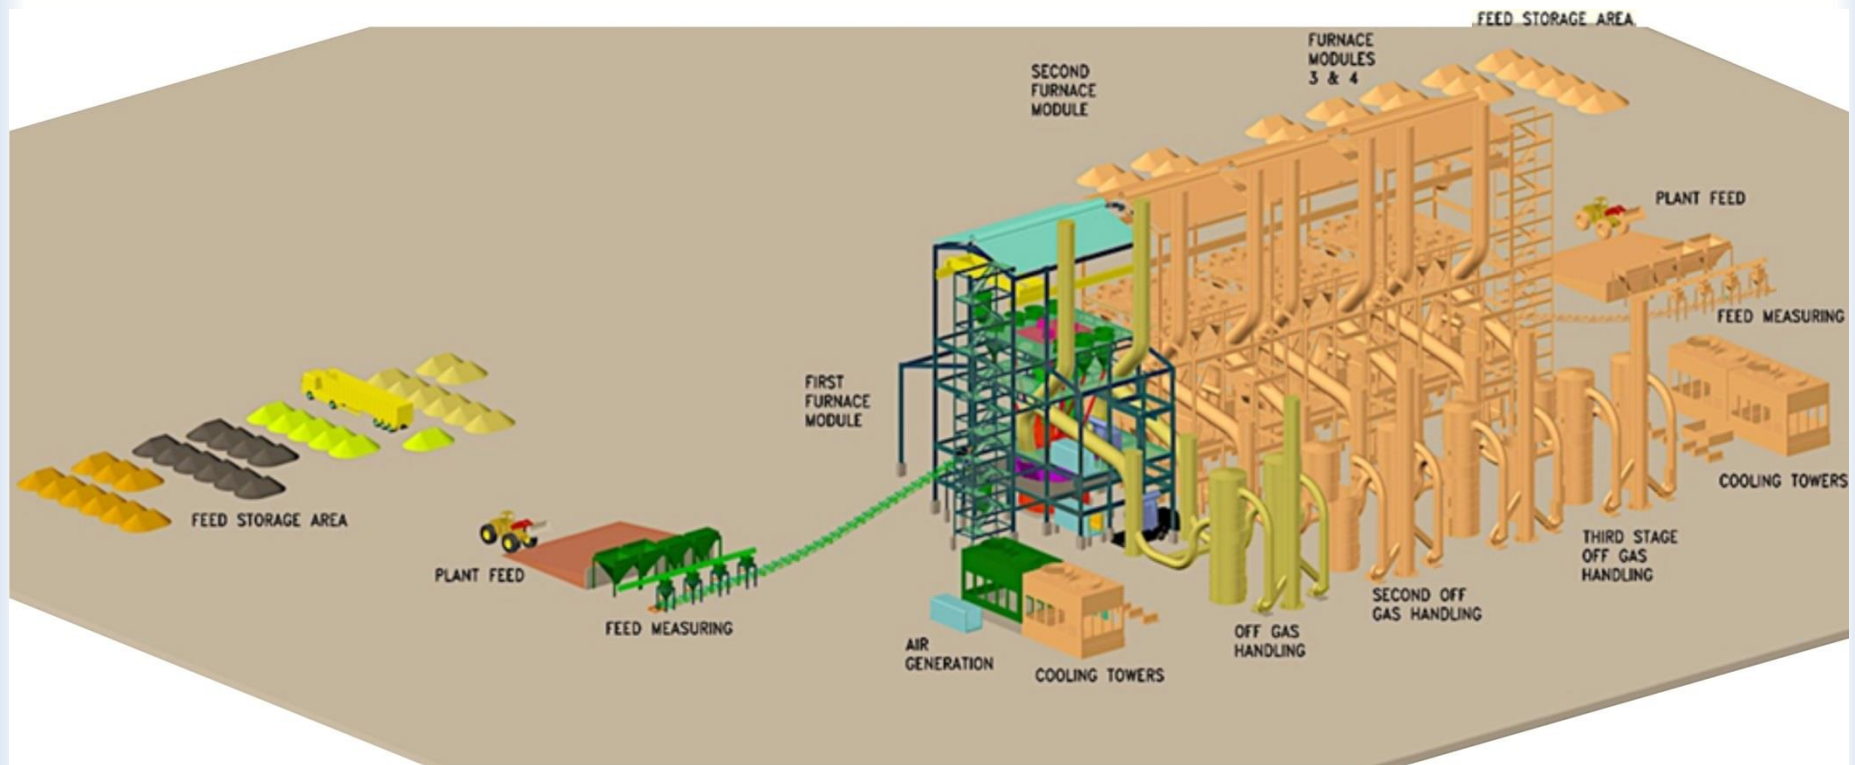 FEED STORAGE AREA
FURNACE
MODULES
3 & 4
SECOND
FURNACE
MODULE
PLANT FEED
FEED MEASURING
FIRST
FURNACE
MODULE
COOLING TOWERS
FEED STORAGE AREA
THIRD STAGE
OFF GAS
HANDLING
PLANT FEED
SECOND OFF
GAS HANDLING
FEED MEASURING
OFF GAS
HANDLING
AIR
GENERATION
COOLING TOWERS